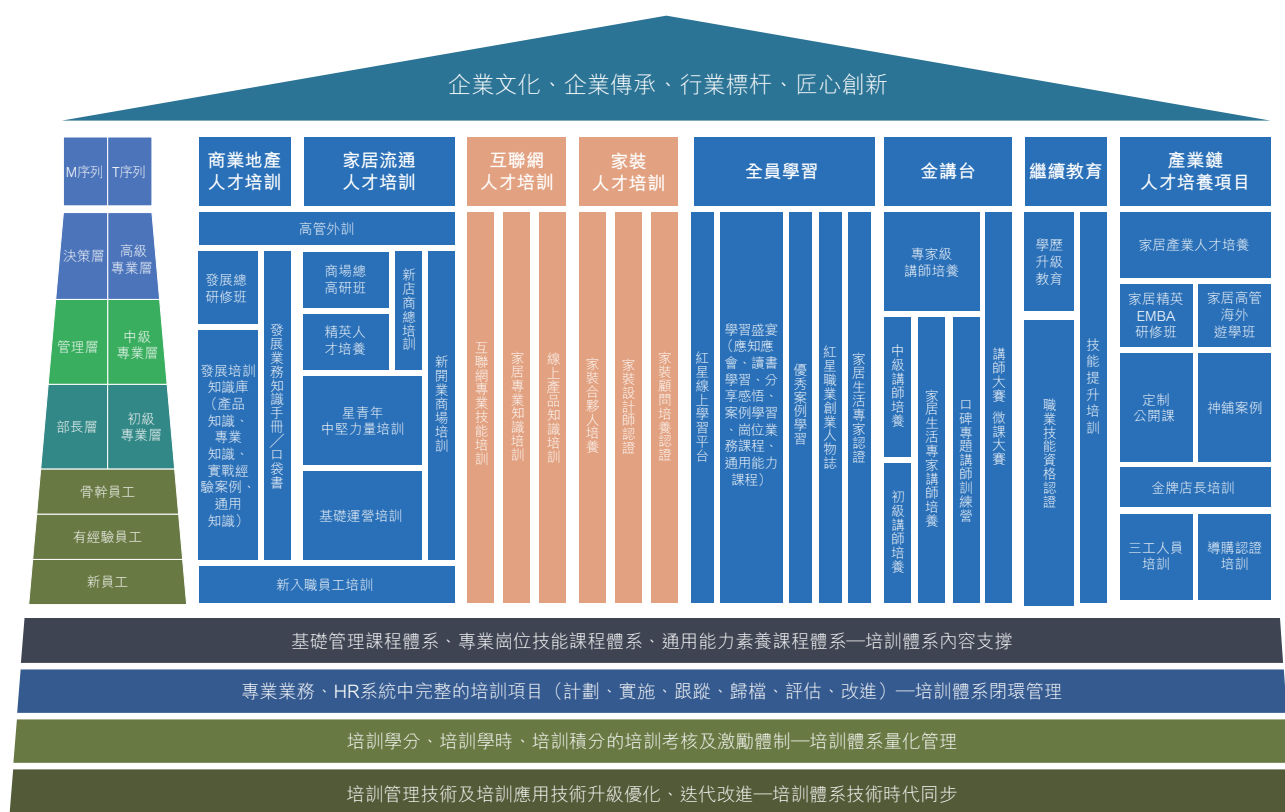 企業文化、企業傳承、行業標杆、匠心創新
M序列
T序列
商業地產
人才培訓
家居流通
人才培訓
互聯網
人才培訓
家裝
人才培訓
全員學習
金講台
繼續教育
產業鏈
人才培養項目
決策層
高級
專業層
管理層
中級
專業層
部長層
初級
專業層
骨幹員工
有經驗員工
新員工
高管外訓
發展總
研修班
發展培訓
知識庫
（產品
知識、專業
知識、
實戰經
驗案例、
通用
知識）
發展業務知識手冊／口袋書
商場總
高研班
精英人
才培養
新店商總培訓
星青年
中堅力量培訓
基礎運營培訓
新開業商場培訓
新入職員工培訓
互聯網專業技能培訓
家居專業知識培訓
線上產品知識培訓
家裝合夥人培養
家裝設計師認證
家裝顧問培養認證
紅星線上學習平台
學習盛宴
（應知應
會、讀書
學習、分
享感悟、
案例學習
、崗位業
務課程、
通用能力
課程）
優秀案例學習
紅星職業創業人物誌
家居生活專家認證
專家級
講師培養
中級講師培養
初級講師培養
家居生活專家講師培養
口碑專題講師訓練營
講師大賽 微課大賽
學歷
升級
教育
職業技能資格認證
技能提升培訓
家居產業人才培養
家居精英
EMBA
研修班
家居高管
海外
遊學班
定制
公開課
神舖案例
金牌店長培訓
三工人員
培訓
導購認證
培訓
基礎管理課程體系、專業崗位技能課程體系、通用能力素養課程體系—培訓體系內容支撐
專業業務、HR系統中完整的培訓項目（計劃、實施、跟蹤、歸檔、評估、改進）—培訓體系閉環管理
培訓學分、培訓學時、培訓積分的培訓考核及激勵體制—培訓體系量化管理
培訓管理技術及培訓應用技術升級優化、迭代改進—培訓體系技術時代同步